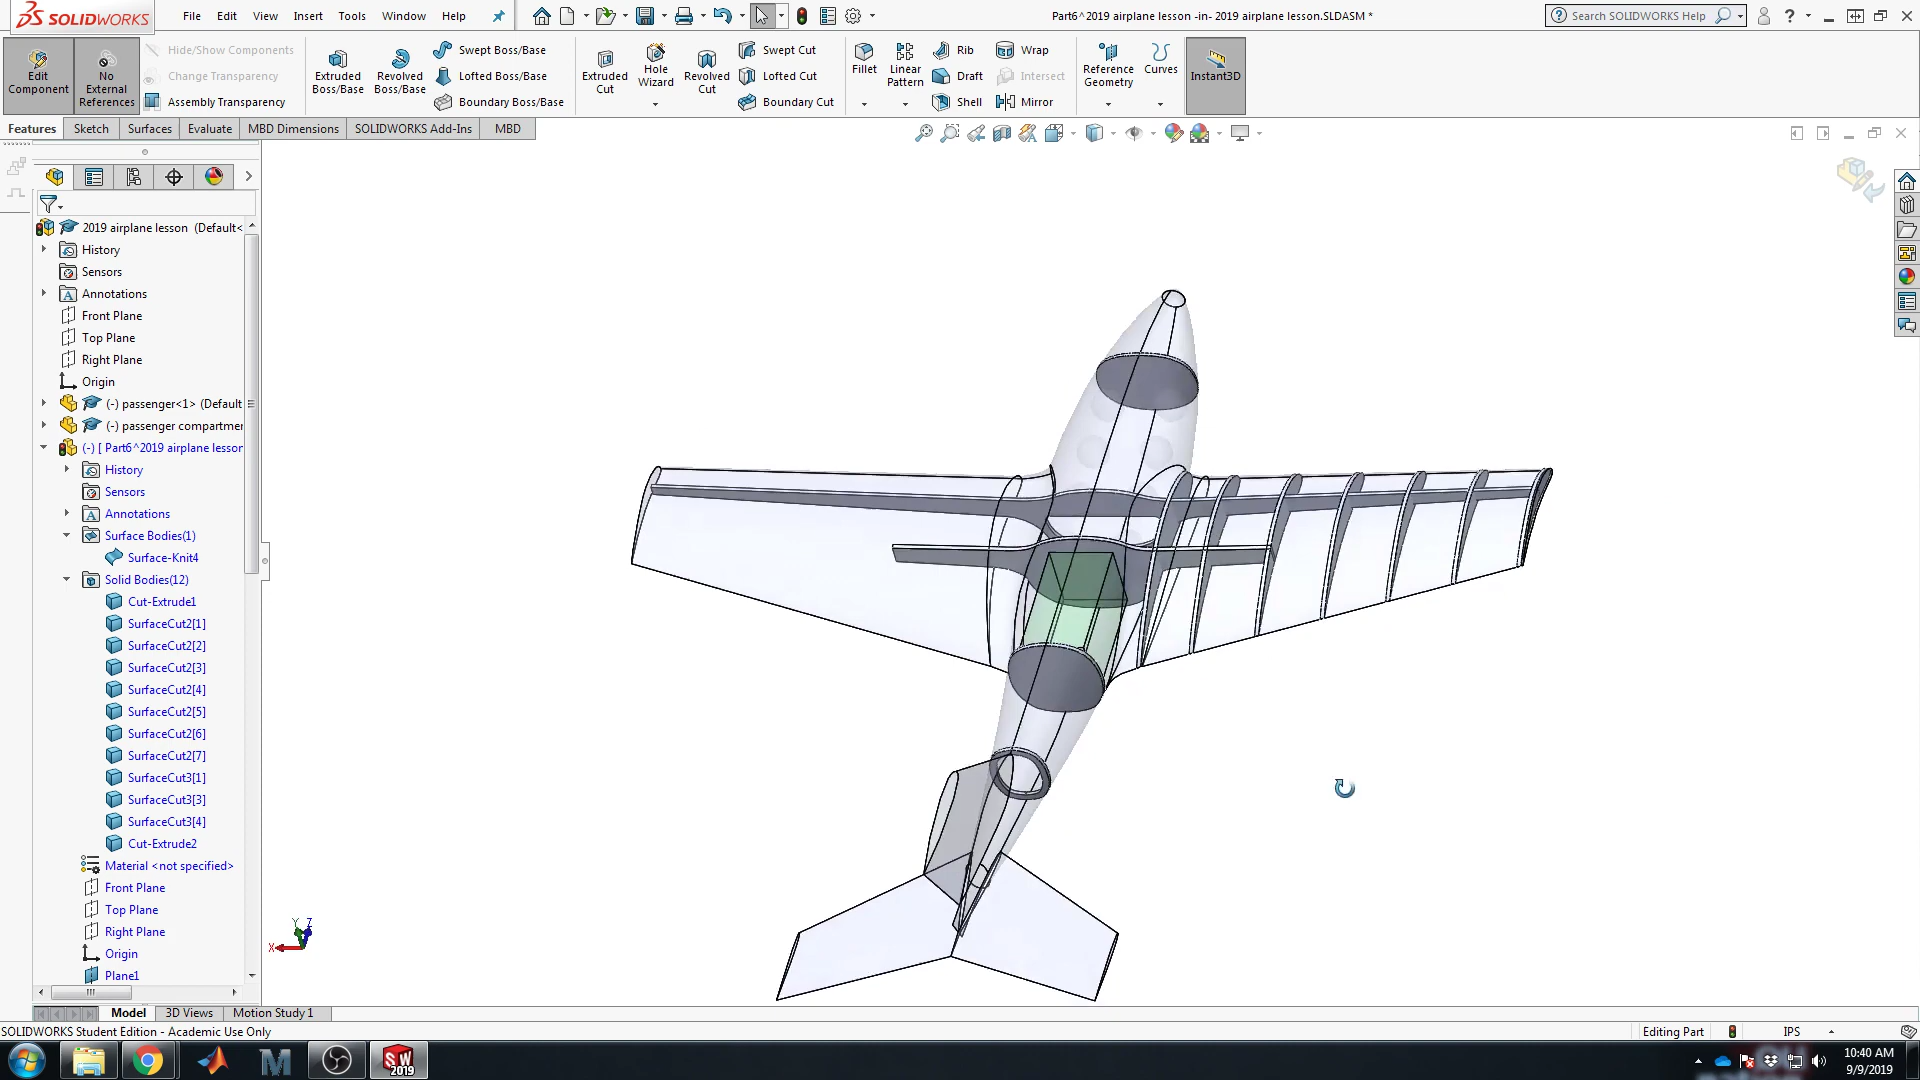 SOLIDWORKS
File Edit View Insert Tools Window Help
Part6^2019 airplane lesson -in- 2019 airplane lesson.SLDASM *
Search SOLIDWORKS Help
Edit Component
No External References
Hide/Show Components
Change Transparency
Assembly Transparency
Extruded Boss/Base
Revolved Boss/Base
Swept Boss/Base
Lofted Boss/Base
Boundary Boss/Base
Extruded Cut
Hole Wizard
Revolved Cut
Swept Cut
Lofted Cut
Boundary Cut
Fillet
Linear Pattern
Rib
Draft
Shell
Wrap
Intersect
Mirror
Reference Geometry
Curves
Instant3D
Features Sketch Surfaces Evaluate MBD Dimensions SOLIDWORKS Add-Ins MBD
2019 airplane lesson (Default<
History
Sensors
Annotations
Front Plane
Top Plane
Right Plane
Origin
(-) passenger<1> (Default
(-) passenger compartmer
(-) [ Part6^2019 airplane lessor
History
Sensors
Annotations
Surface Bodies(1)
Surface-Knit4
Solid Bodies(12)
Cut-Extrude1
SurfaceCut2[1]
SurfaceCut2[2]
SurfaceCut2[3]
SurfaceCut2[4]
SurfaceCut2[5]
SurfaceCut2[6]
SurfaceCut2[7]
SurfaceCut3[1]
SurfaceCut3[3]
SurfaceCut3[4]
Cut-Extrude2
Material <not specified>
Front Plane
Top Plane
Right Plane
Origin
Plane1
Y Z
X
Model 3D Views Motion Study 1
SOLIDWORKS Student Edition - Academic Use Only
Editing Part
IPS
SW 2019
10:40 AM
9/9/2019